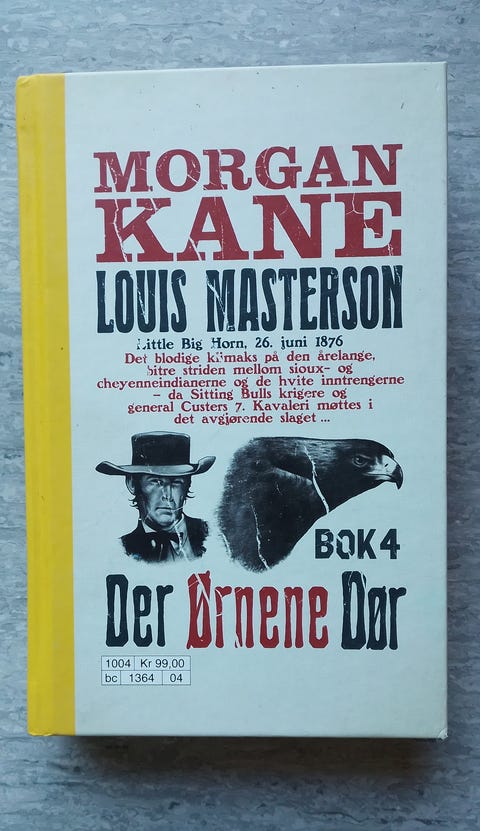 MORGAN
KANE
LOUIS MASTERSON
Little Big Horn, 26. juni 1876
Det blodige klimaks på den årelange,
bitre striden mellom sioux- og
cheyenneindianerne og de hvite inntrengerne
– da Sitting Bulls krigere og
general Custers 7. Kavaleri møttes i
det avgjørende slaget ...
BOK 4
Der Ørnene Dør
1004 Kr 99,00
bc 1364 04